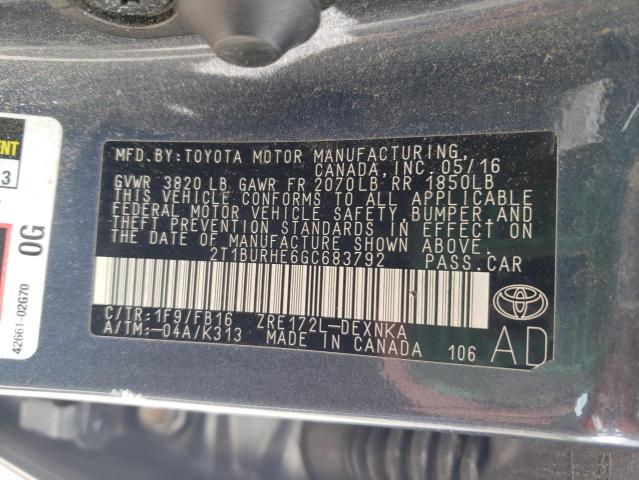 MFD. BY: TOYOTA MOTOR MANUFACTURING,
CANADA, INC. 05/16
GVWR 3820 LB GAWR FR 2070LB RR 1850LB
THIS VEHICLE CONFORMS TO ALL APPLICABLE
FEDERAL MOTOR VEHICLE SAFETY, BUMPER, AND
THEFT PREVENTION STANDARDS IN EFFECT ON
THE DATE OF MANUFACTURE SHOWN ABOVE.
2T1BURHE6GC683792 PASS.CAR
C/TR: 1F9/FB16 ZRE172L-DEXNKA
A/TM: -04A/K313 MADE IN CANADA 106 AD
0G
42661-02G70